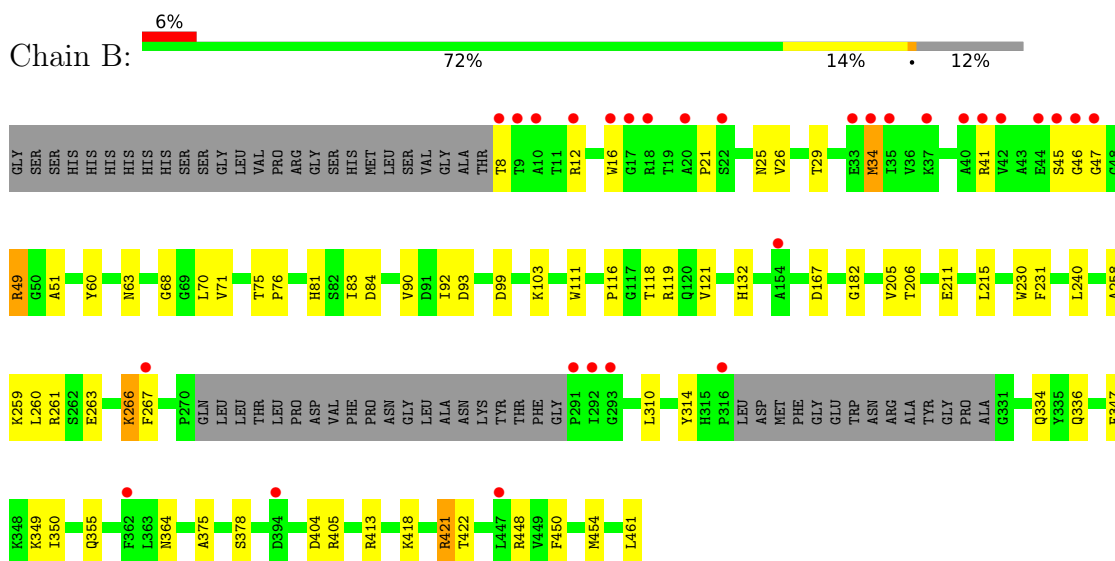 6%
Chain B:
72% 14% • 12%
GLY SER SER HIS HIS HIS HIS HIS HIS SER SER GLY LEU VAL PRO ARG GLY SER HIS MET LEU SER VAL GLY ALA THR T8 T9 A10 T11 R12 W16 G17 R18 T19 A20 P21 S22 N25 V26 T29 E33 M34 I35 V36 K37 A40 R41 V42 A43 E44 S45 G46 G47 G48
R49 G50 A51 Y60 N63 G68 G69 L70 V71 T75 P76 H81 S82 I83 D84 V90 D91 I92 D93 D99 K103 W111 P116 G117 T118 R119 Q120 V121 H132 A154 D167 G182 V205 T206 E211 L215 W230 F231 L240 A258
K259 L260 R261 S262 E263 K266 F267 P270 GLN LEU LEU THR LEU PRO ASP VAL PHE PRO ASN GLY LEU ALA ASN LYS TYR THR PHE GLY P291 I292 G293 L310 Y314 H315 P316 LEU ASP MET PHE GLY GLU TRP ASN ARG ALA TYR GLY PRO ALA G331 Q334 Y335 Q336 E347
K348 K349 I350 Q355 F362 L363 N364 A375 S378 D394 D404 R405 R413 K418 R421 T422 L447 R448 V449 F450 M454 L461